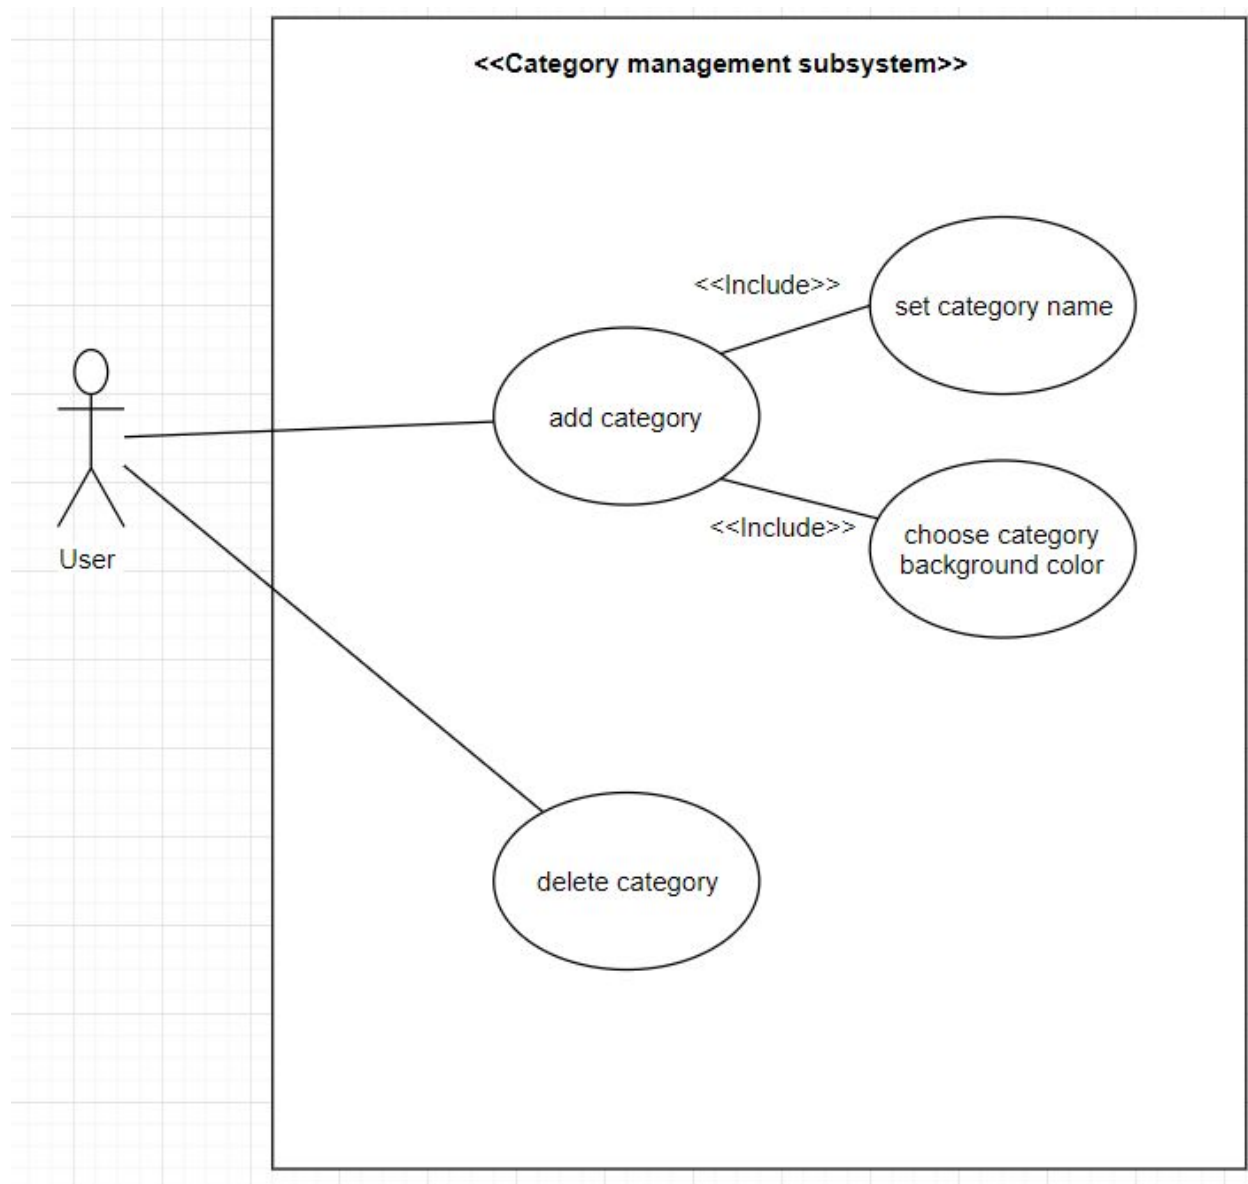 <<Category management subsystem>>
<<Include>>
set category name
add category
<<Include>>
choose category
background color
User
delete category